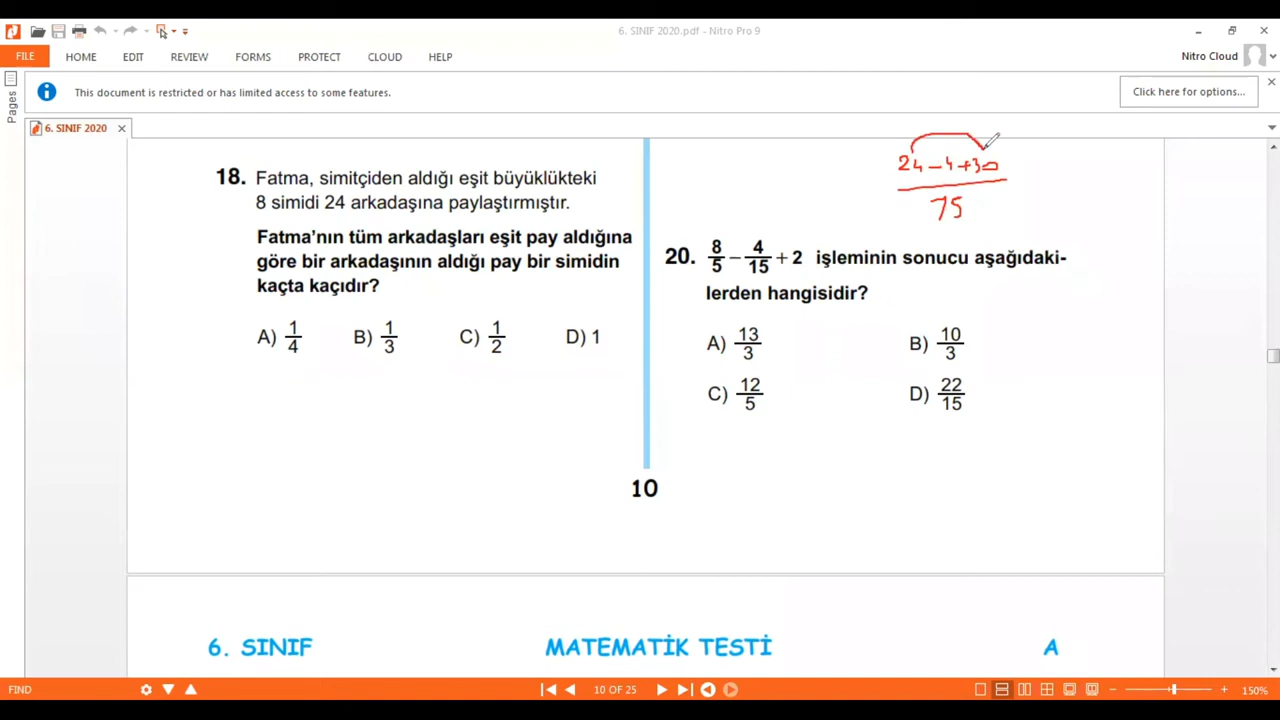 6. SINIF 2020.pdf - Nitro Pro 9
FILE HOME EDIT REVIEW FORMS PROTECT CLOUD HELP
Nitro Cloud
This document is restricted or has limited access to some features.
Click here for options...
Pages
6. SINIF 2020
18. Fatma, simitçiden aldığı eşit büyüklükteki
8 simidi 24 arkadaşına paylaştırmıştır.
Fatma'nın tüm arkadaşları eşit pay aldığına
göre bir arkadaşının aldığı pay bir simidin
kaçta kaçıdır?
A) 1/4 B) 1/3 C) 1/2 D) 1
24 - 4 + 30
75
20. 8/5 - 4/15 + 2 işleminin sonucu aşağıdaki-
lerden hangisidir?
A) 13/3 B) 10/3
C) 12/5 D) 22/15
10
6. SINIF MATEMATİK TESTİ A
FIND
10 OF 25
150%